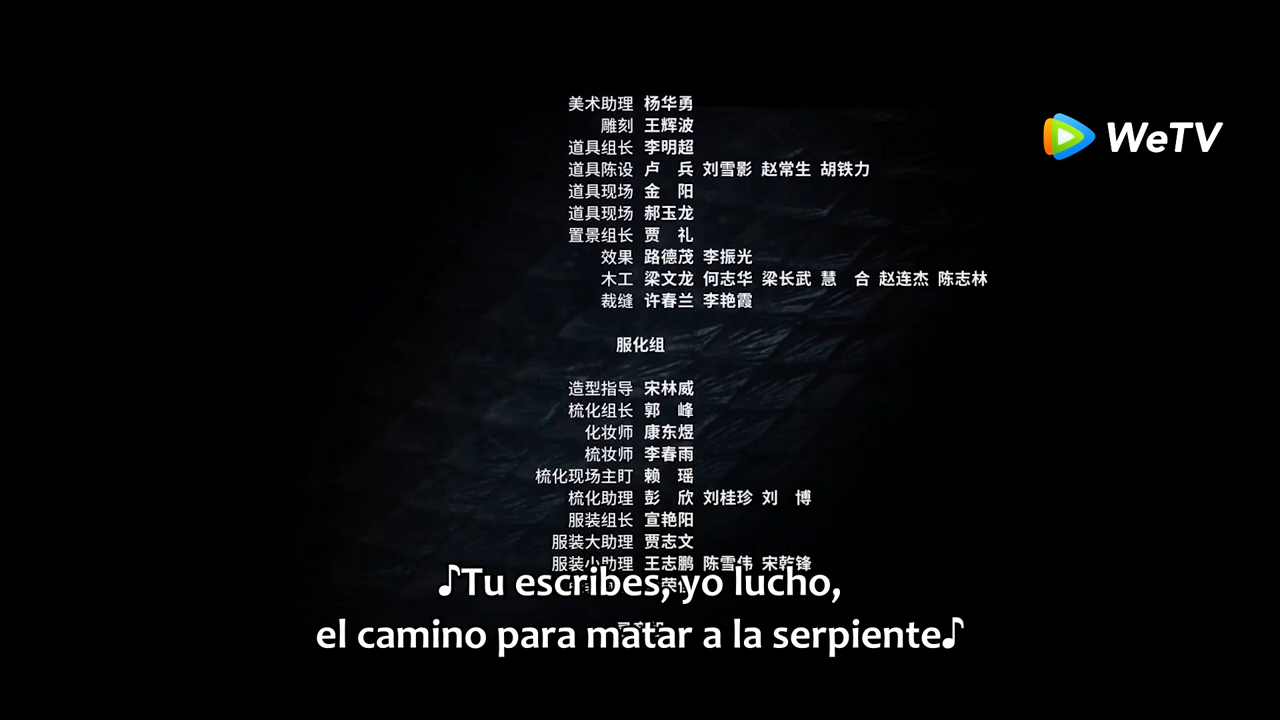 美术助理 杨华勇
WeTV
雕刻 王辉波
道具组长 李明超
道具陈设 卢 兵 刘雪影 赵常生 胡铁力
道具现场 金 阳
道具现场 郝玉龙
置景组长 贾 礼
效果 路德茂 李振光
木工 梁文龙 何志华 梁长武 慧 合 赵连杰 陈志林
裁缝 许春兰 李艳霞
服化组
造型指导 宋林威
梳化组长 郭 峰
化妆师 康东煜
梳妆师 李春雨
梳化现场主盯 赖 瑶
梳化助理 彭 欣 刘桂珍 刘 博
服装组长 宣艳阳
服装大助理 贾志文
服装小助理 王志鹏 陈雪伟 宋乾锋
♪Tu escribes, yo lucho,
el camino para matar a la serpiente♪